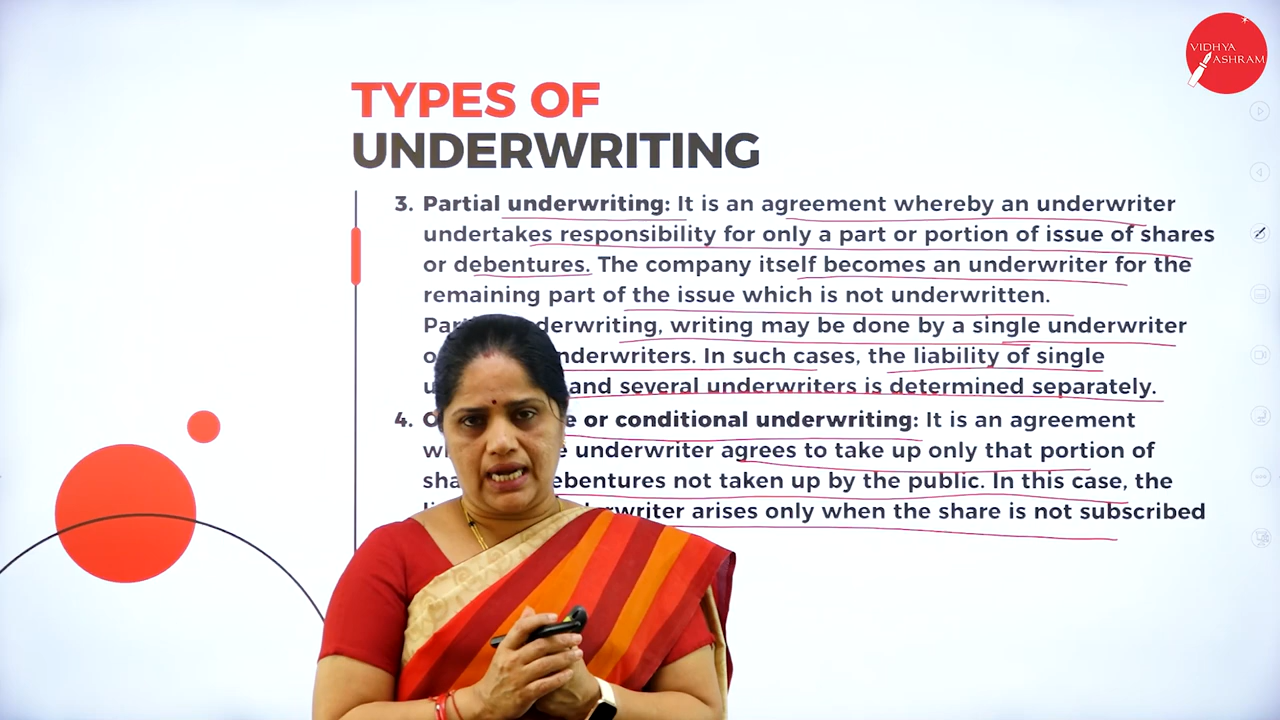 VIDHYA
ASHRAM
TYPES OF
UNDERWRITING
3. Partial underwriting: It is an agreement whereby an underwriter
undertakes responsibility for only a part or portion of issue of shares
or debentures. The company itself becomes an underwriter for the
remaining part of the issue which is not underwritten.
writing, writing may be done by a single underwriter
In such cases, the liability of single
and several underwriters is determined separately.
4. or conditional underwriting: It is an agreement
underwriter agrees to take up only that portion of
not taken up by the public. In this case, the
arises only when the share is not subscribed